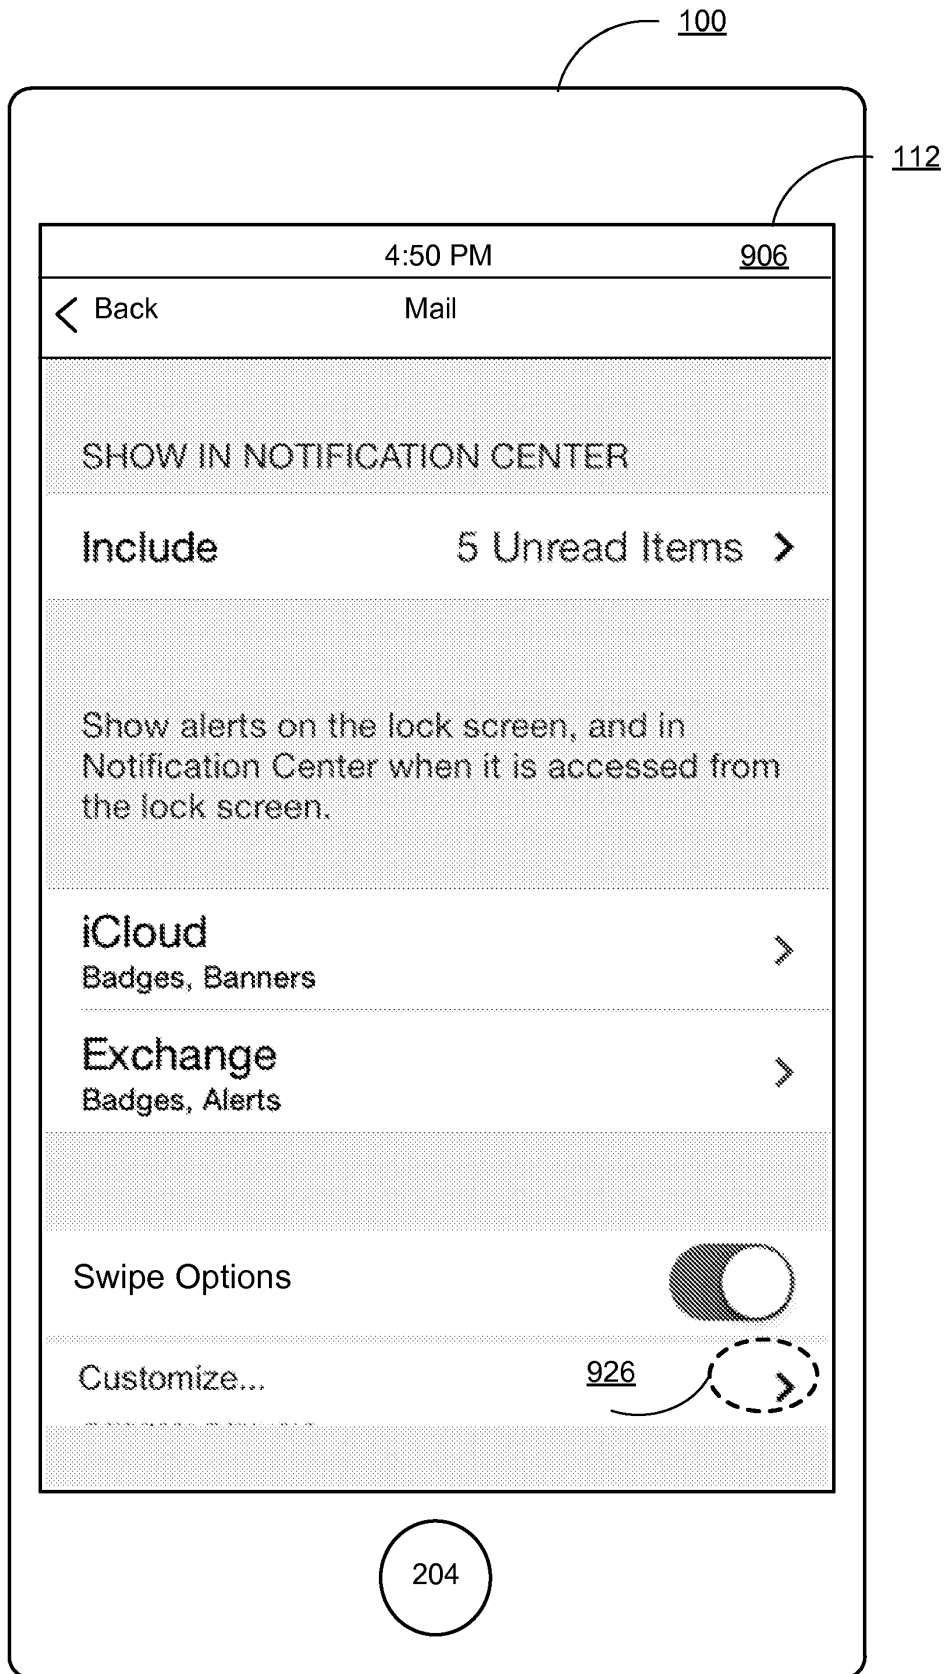 100
112
4:50 PM 906
Back Mail
SHOW IN NOTIFICATION CENTER
Include 5 Unread Items
Show alerts on the lock screen, and in
Notification Center when it is accessed from
the lock screen.
iCloud
Badges, Banners
Exchange
Badges, Alerts
Swipe Options
Customize... 926
204